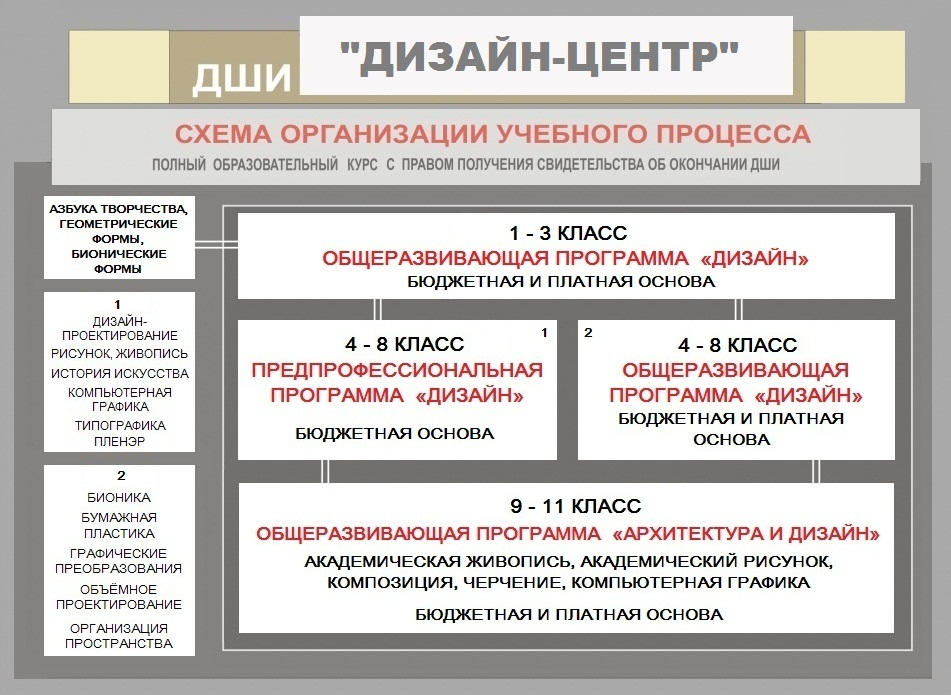 ДШИ "ДИЗАЙН-ЦЕНТР"
СХЕМА ОРГАНИЗАЦИИ УЧЕБНОГО ПРОЦЕССА
ПОЛНЫЙ ОБРАЗОВАТЕЛЬНЫЙ КУРС С ПРАВОМ ПОЛУЧЕНИЯ СВИДЕТЕЛЬСТВА ОБ ОКОНЧАНИИ ДШИ
АЗБУКА ТВОРЧЕСТВА,
ГЕОМЕТРИЧЕСКИЕ
ФОРМЫ,
БИОНИЧЕСКИЕ
ФОРМЫ
1
ДИЗАЙН-
ПРОЕКТИРОВАНИЕ
РИСУНОК, ЖИВОПИСЬ
ИСТОРИЯ ИСКУССТВА
КОМПЬЮТЕРНАЯ
ГРАФИКА
ТИПОГРАФИКА
ПЛЕНЭР
2
БИОНИКА
БУМАЖНАЯ
ПЛАСТИКА
ГРАФИЧЕСКИЕ
ПРЕОБРАЗОВАНИЯ
ОБЪЁМНОЕ
ПРОЕКТИРОВАНИЕ
ОРГАНИЗАЦИЯ
ПРОСТРАНСТВА
1 - 3 КЛАСС
ОБЩЕРАЗВИВАЮЩАЯ ПРОГРАММА «ДИЗАЙН»
БЮДЖЕТНАЯ И ПЛАТНАЯ ОСНОВА
1
4 - 8 КЛАСС
ПРЕДПРОФЕССИОНАЛЬНАЯ
ПРОГРАММА «ДИЗАЙН»
БЮДЖЕТНАЯ ОСНОВА
2
4 - 8 КЛАСС
ОБЩЕРАЗВИВАЮЩАЯ
ПРОГРАММА «ДИЗАЙН»
БЮДЖЕТНАЯ И ПЛАТНАЯ
ОСНОВА
9 - 11 КЛАСС
ОБЩЕРАЗВИВАЮЩАЯ ПРОГРАММА «АРХИТЕКТУРА И ДИЗАЙН»
АКАДЕМИЧЕСКАЯ ЖИВОПИСЬ, АКАДЕМИЧЕСКИЙ РИСУНОК,
КОМПОЗИЦИЯ, ЧЕРЧЕНИЕ, КОМПЬЮТЕРНАЯ ГРАФИКА
БЮДЖЕТНАЯ И ПЛАТНАЯ ОСНОВА